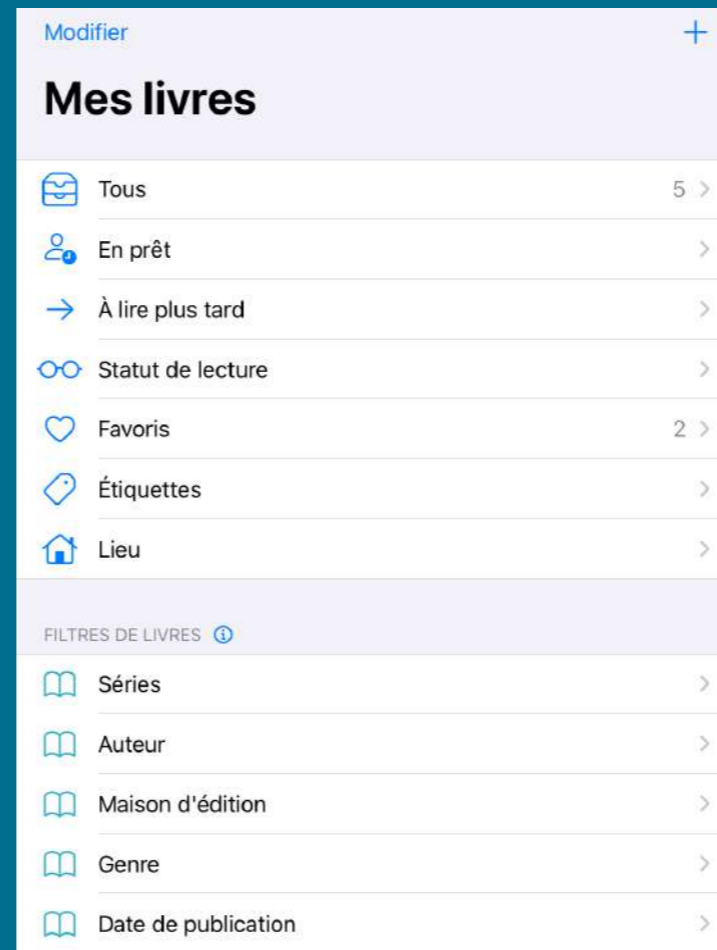 Modifier
Mes livres
Tous 5
En prêt
À lire plus tard
Statut de lecture
Favoris 2
Étiquettes
Lieu
FILTRES DE LIVRES
Séries
Auteur
Maison d'édition
Genre
Date de publication